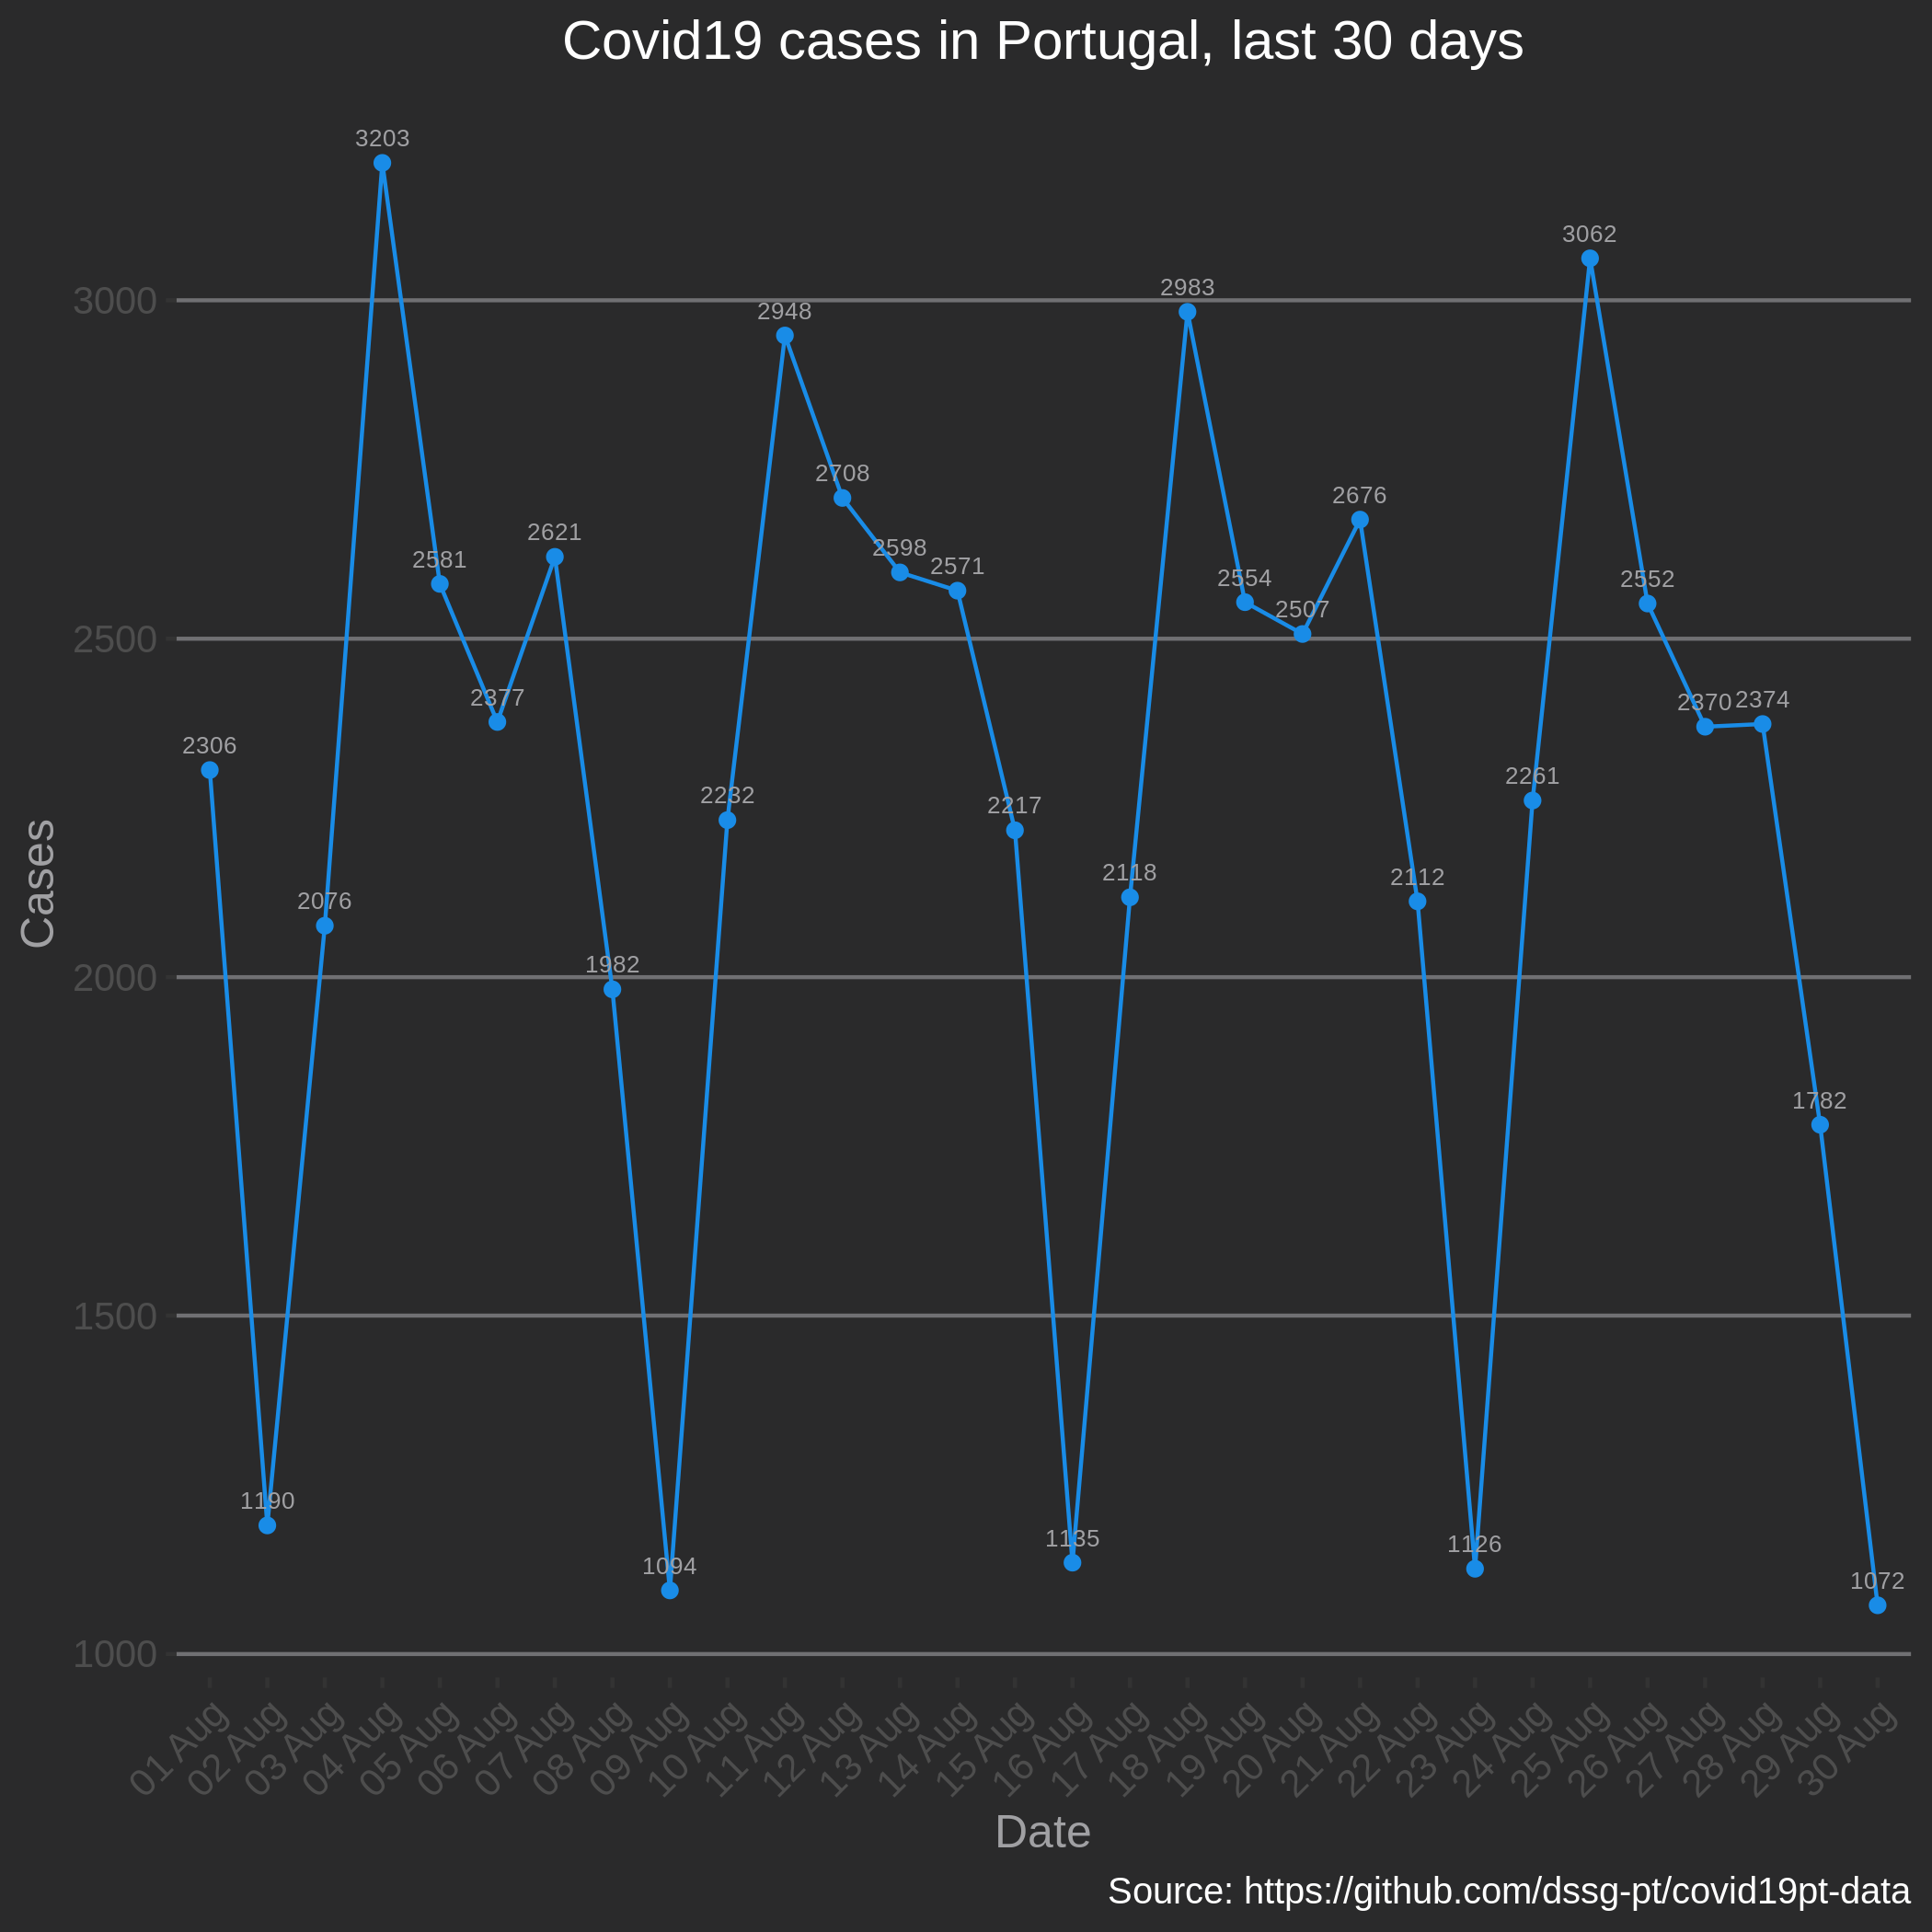 Covid19 cases in Portugal, last 30 days
3203
3062
2983
3000
2948
2708
2676
2621
2598
2571
2581
2554
2552
2507
2500
2377
2370
2374
2306
2261
2232
2217
2118
2112
2076
1982
2000
1782
1500
1190
1135
1126
1094
1072
1000
Cases
01 Aug
02 Aug
03 Aug
04 Aug
05 Aug
06 Aug
07 Aug
08 Aug
09 Aug
10 Aug
11 Aug
12 Aug
13 Aug
14 Aug
15 Aug
16 Aug
17 Aug
18 Aug
19 Aug
20 Aug
21 Aug
22 Aug
23 Aug
24 Aug
25 Aug
26 Aug
27 Aug
28 Aug
29 Aug
30 Aug
Date
Source: https://github.com/dssg-pt/covid19pt-data